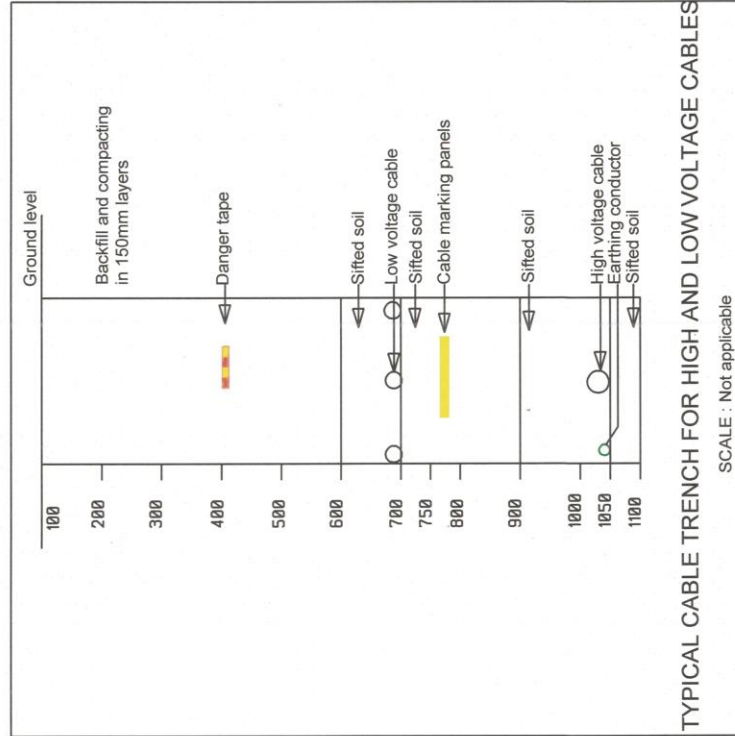 Ground level
100
Backfill and compacting
in 150mm layers
200
300
400
Danger tape
500
600
Sifted soil
700
Low voltage cable
750
Sifted soil
800
Cable marking panels
900
Sifted soil
1000
High voltage cable
1050
Earthing conductor
1100
Sifted soil
TYPICAL CABLE TRENCH FOR HIGH AND LOW VOLTAGE CABLES
SCALE : Not applicable